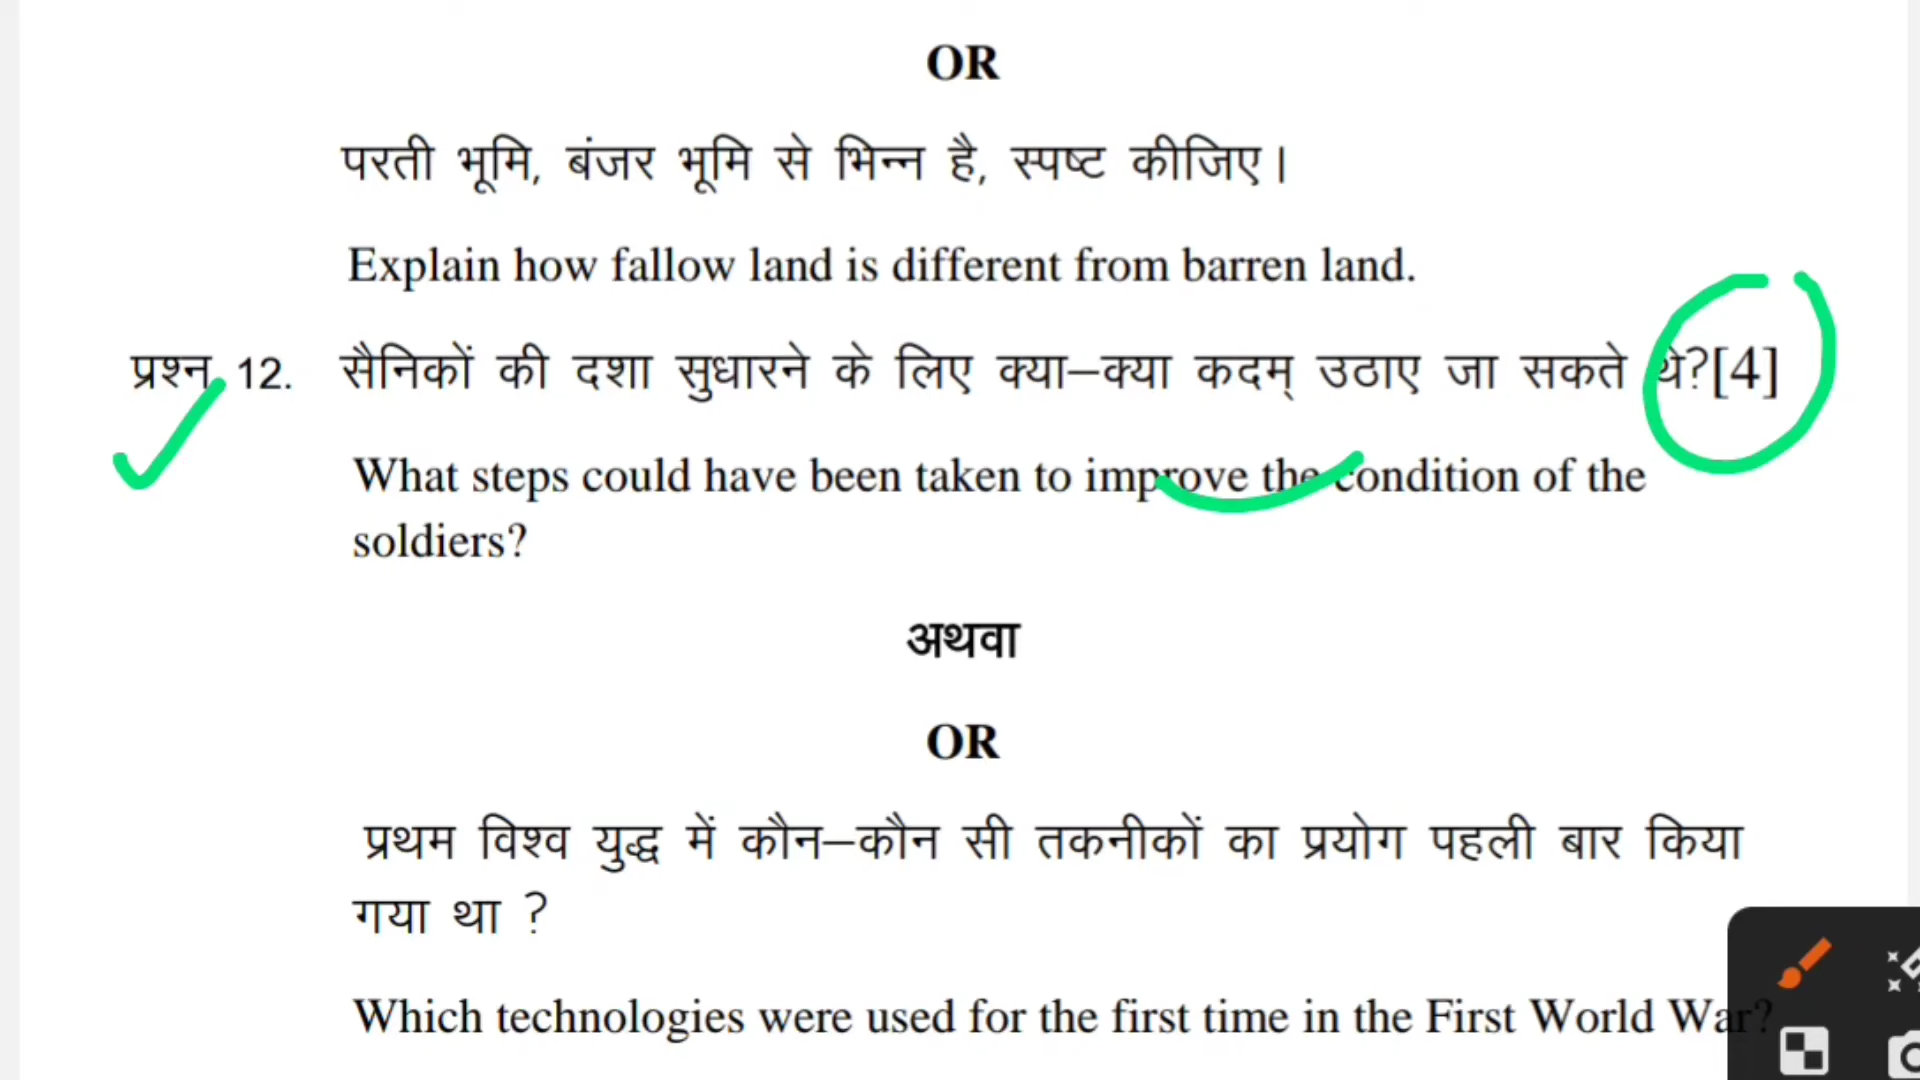 OR
परती भूमि, बंजर भूमि से भिन्न है, स्पष्ट कीजिए।
Explain how fallow land is different from barren land.
प्रश्न 12. सैनिकों की दशा सुधारने के लिए क्या–क्या कदम् उठाए जा सकते थे?[4]
What steps could have been taken to improve the condition of the
soldiers?
अथवा
OR
प्रथम विश्व युद्ध में कौन–कौन सी तकनीकों का प्रयोग पहली बार किया
गया था ?
Which technologies were used for the first time in the First World War?